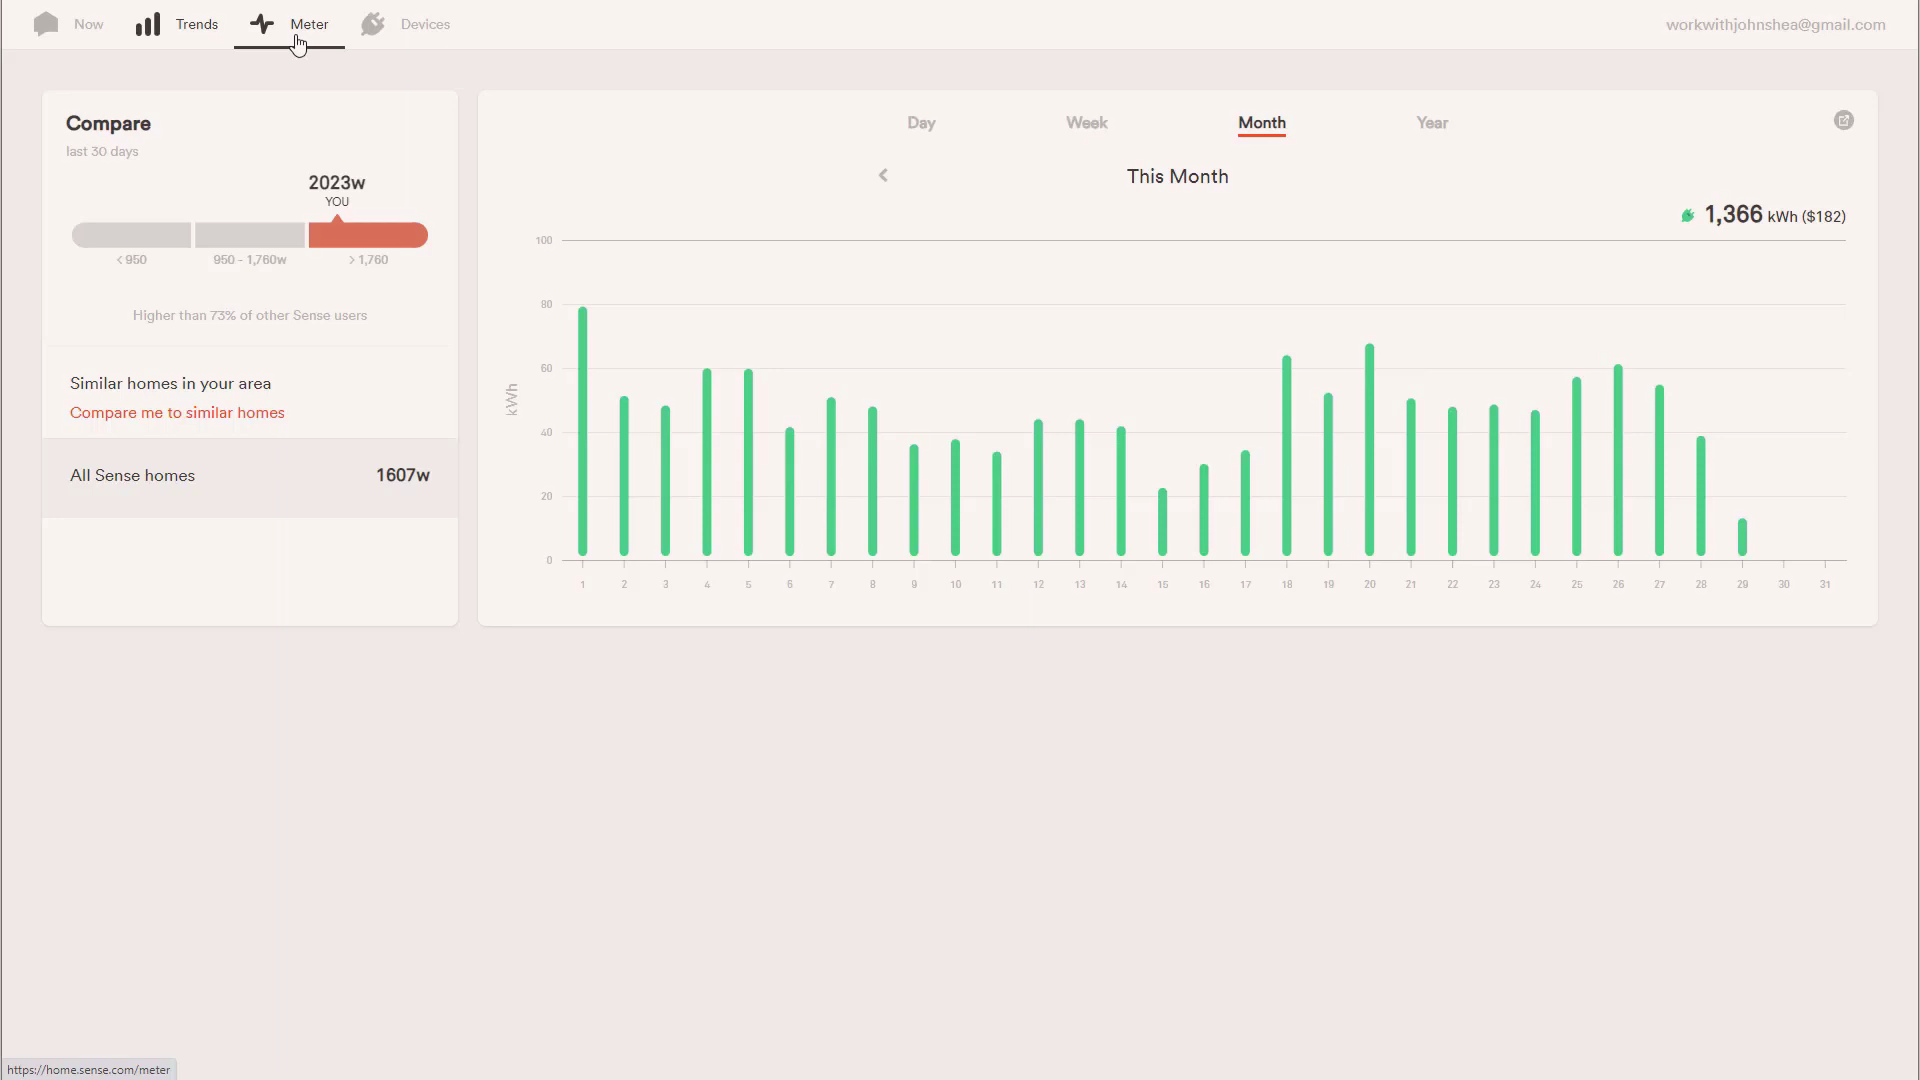 Now Trends Meter Devices workwithjohnshea@gmail.com
Compare
last 30 days
2023w
YOU
<950 950 - 1,760w >1,760
Higher than 73% of other Sense users
Similar homes in your area
Compare me to similar homes
All Sense homes 1607w
Day Week Month Year
This Month
1,366 kWh ($182)
100
80
60
40
20
0
kWh
1 2 3 4 5 6 7 8 9 10 11 12 13 14 15 16 17 18 19 20 21 22 23 24 25 26 27 28 29 30 31
https://home.sense.com/meter